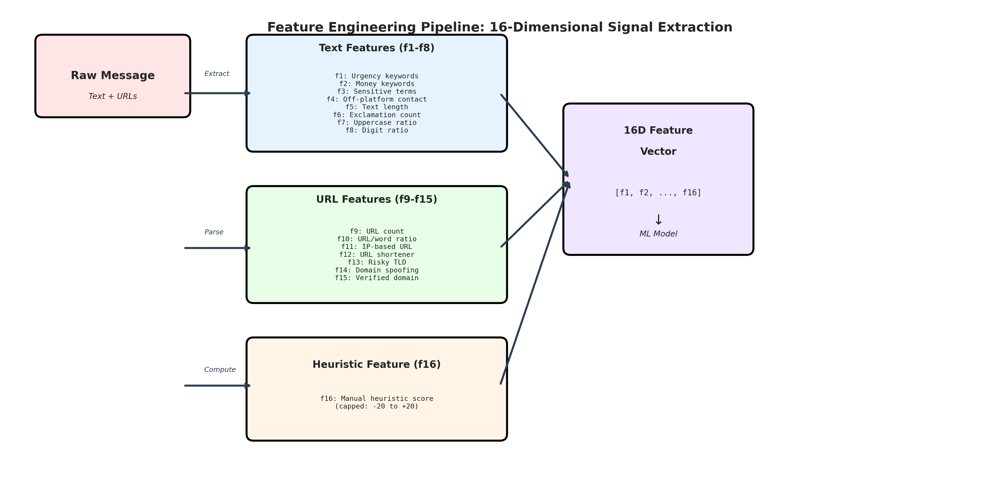 Feature Engineering Pipeline: 16-Dimensional Signal Extraction
Raw Message
Text + URLs
Extract
Text Features (f1-f8)
f1: Urgency keywords
f2: Money keywords
f3: Sensitive terms
f4: Off-platform contact
f5: Text length
f6: Exclamation count
f7: Uppercase ratio
f8: Digit ratio
Parse
URL Features (f9-f15)
f9: URL count
f10: URL/word ratio
f11: IP-based URL
f12: URL shortener
f13: Risky TLD
f14: Domain spoofing
f15: Verified domain
Compute
Heuristic Feature (f16)
f16: Manual heuristic score
(capped: -20 to +20)
16D Feature
Vector
[f1, f2, ..., f16]
↓
ML Model